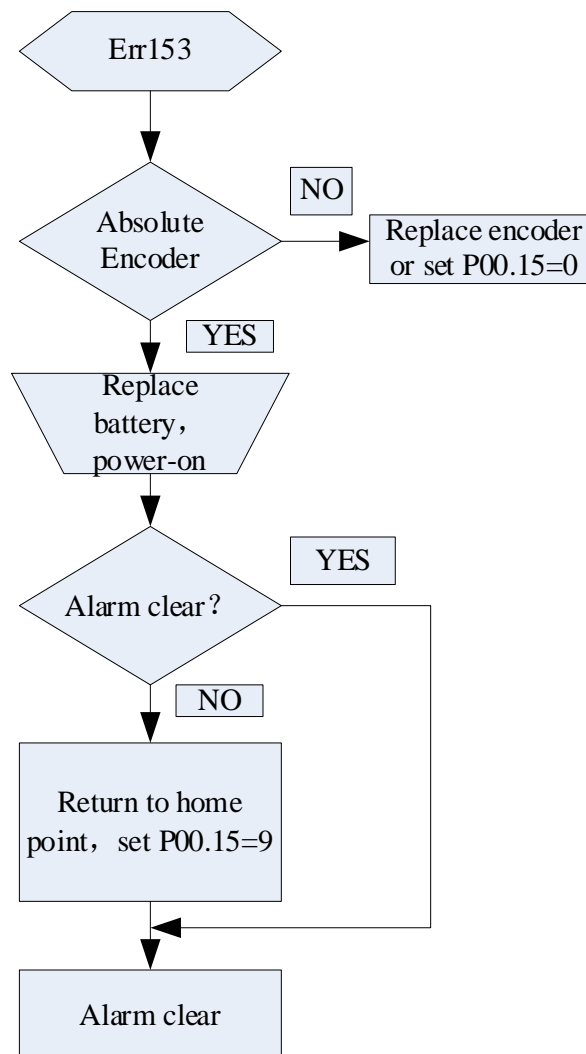 Err153
Absolute
Encoder
NO
Replace encoder
or set P00.15=0
YES
Replace
battery，
power-on
YES
Alarm clear？
NO
Return to home
point，set P00.15=9
Alarm clear